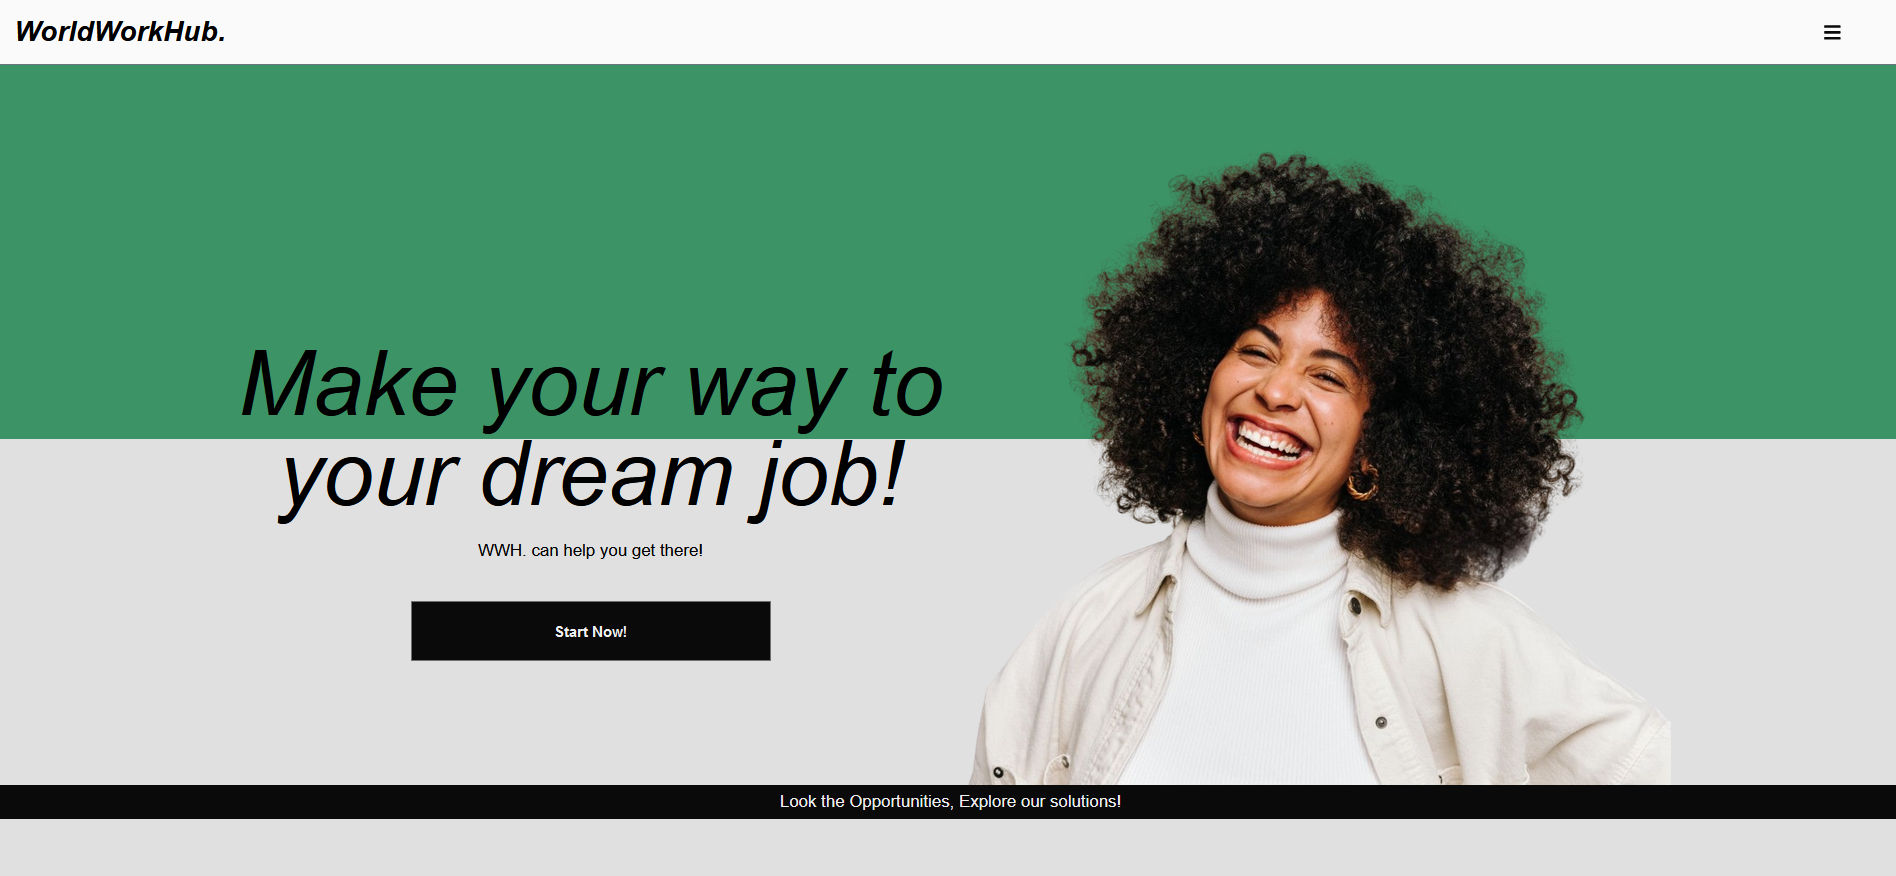 WorldWorkHub.
Make your way to
your dream job!
WWH. can help you get there!
Start Now!
Look the Opportunities, Explore our solutions!